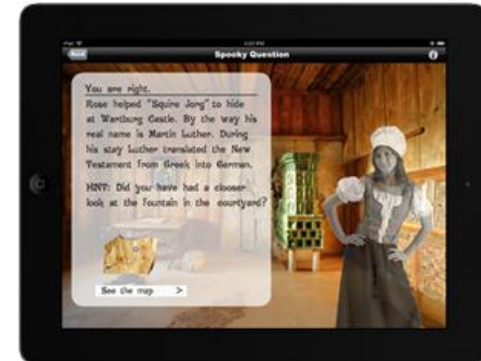 Spooky Question
You are right.
Rose helped "Squire Jorg" to hide
at Wartburg Castle. By the way his
real name is Martin Luther. During
his stay Luther translated the New
Testament from Greek into German.
HINT: Did you have had a closer
look at the fountain in the courtyard?
See the map >